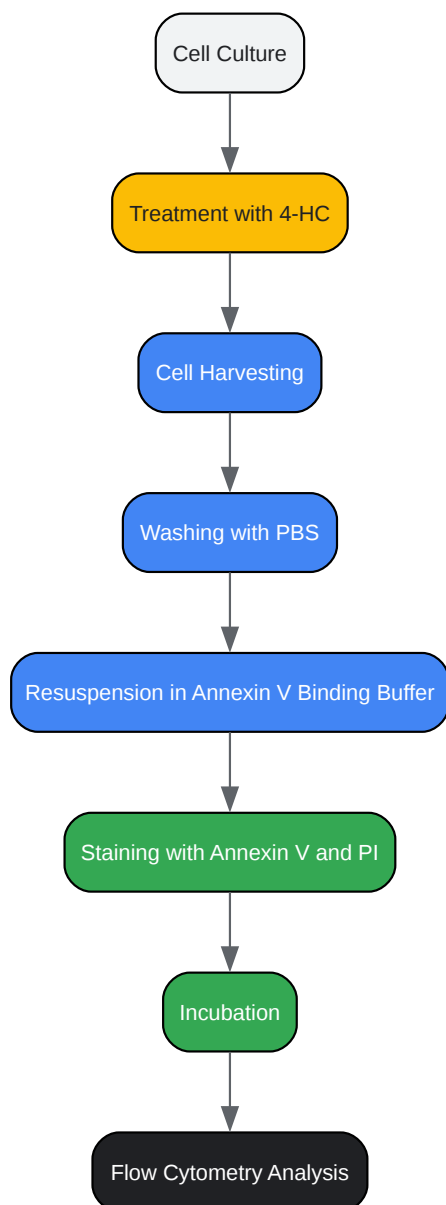 Cell Culture
Treatment with 4-HC
Cell Harvesting
Washing with PBS
Resuspension in Annexin V Binding Buffer
Staining with Annexin V and PI
Incubation
Flow Cytometry Analysis